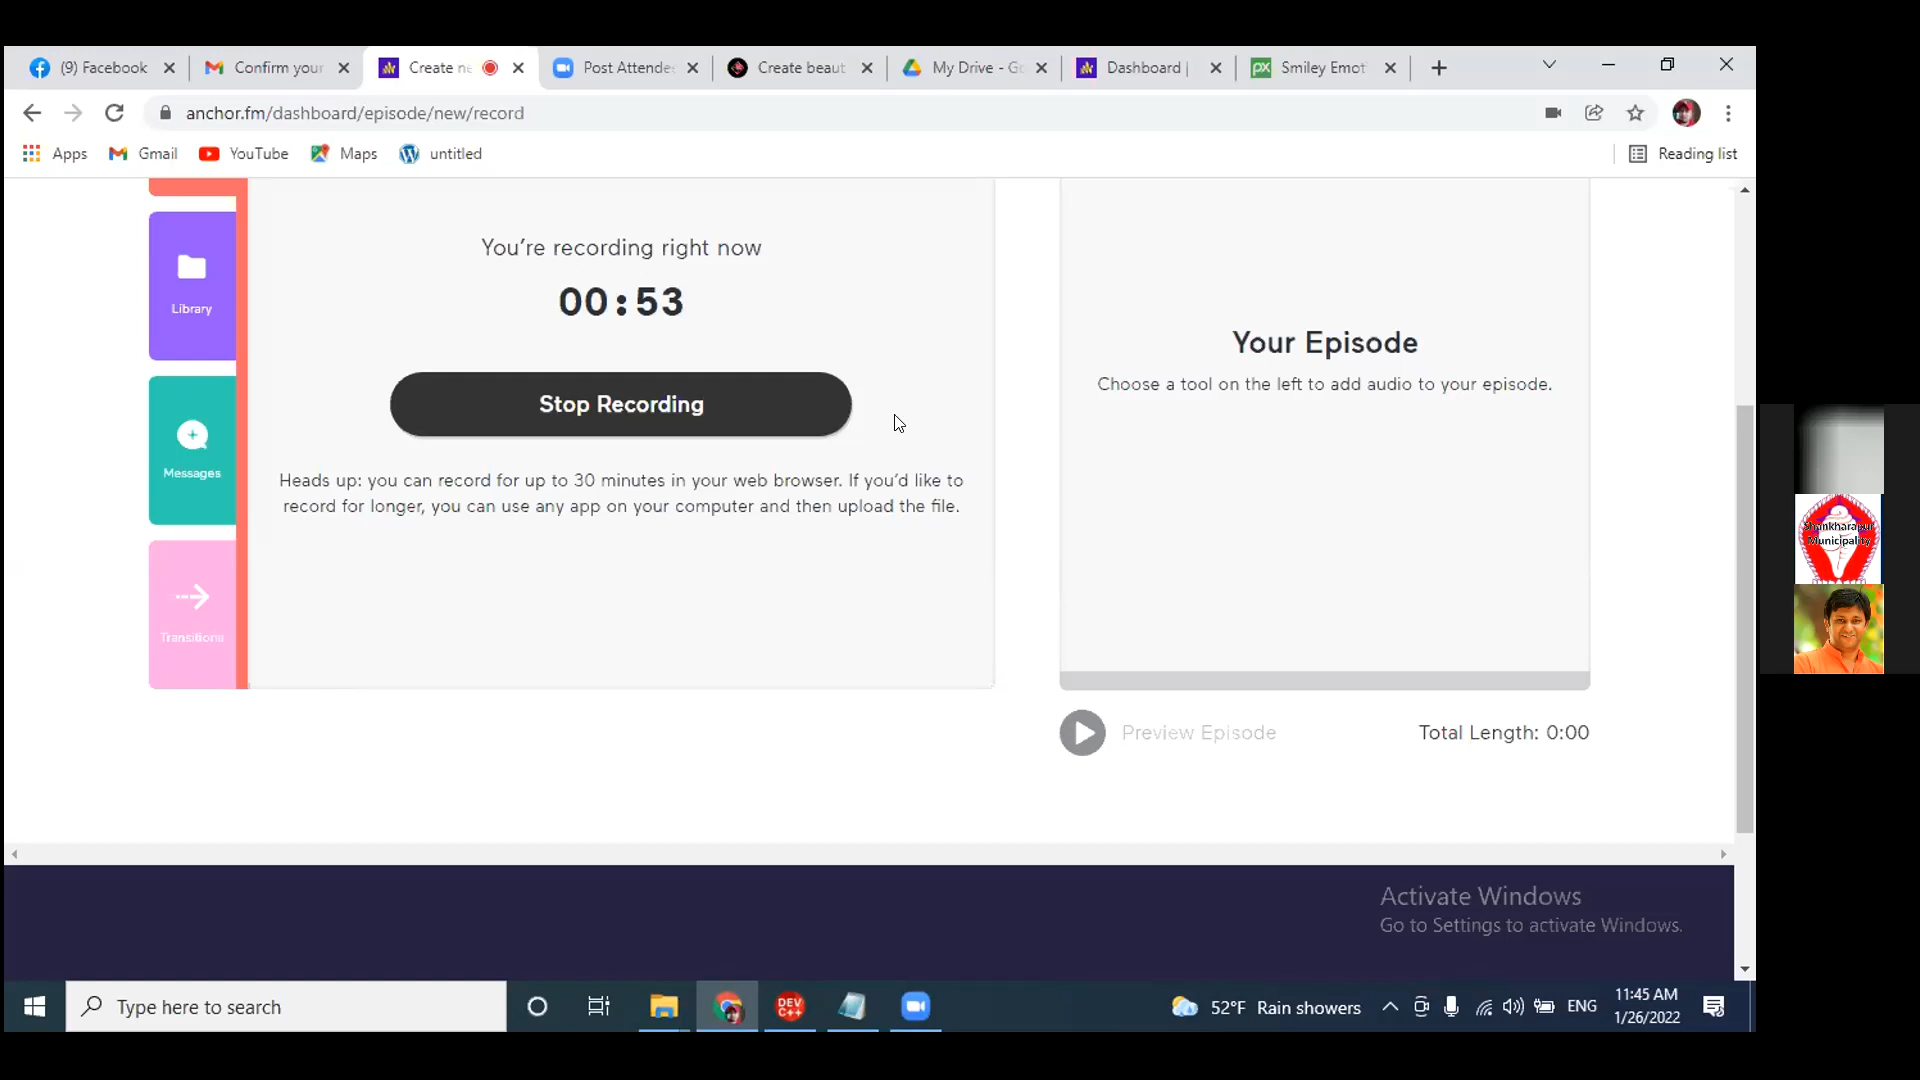 (9) Facebook
Confirm your
Create ne
Post Attende
Create beaut
My Drive - Go
Dashboard |
Smiley Emot
anchor.fm/dashboard/episode/new/record
Apps
Gmail
YouTube
Maps
untitled
Reading list
Library
Messages
Transitions
You're recording right now
00:53
Stop Recording
Heads up: you can record for up to 30 minutes in your web browser. If you'd like to
record for longer, you can use any app on your computer and then upload the file.
Your Episode
Choose a tool on the left to add audio to your episode.
Preview Episode
Total Length: 0:00
Shankharapur
Municipality
Activate Windows
Go to Settings to activate Windows.
Type here to search
DEV
C++
52°F Rain showers
ENG
11:45 AM
1/26/2022